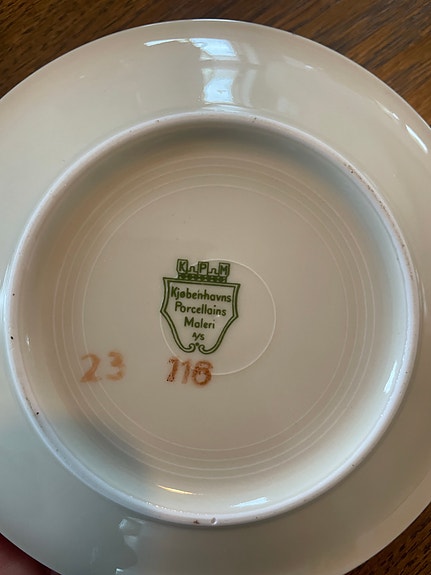 K P M
Kjøbenhavns
Porcellains
Maleri
A/S
23 118